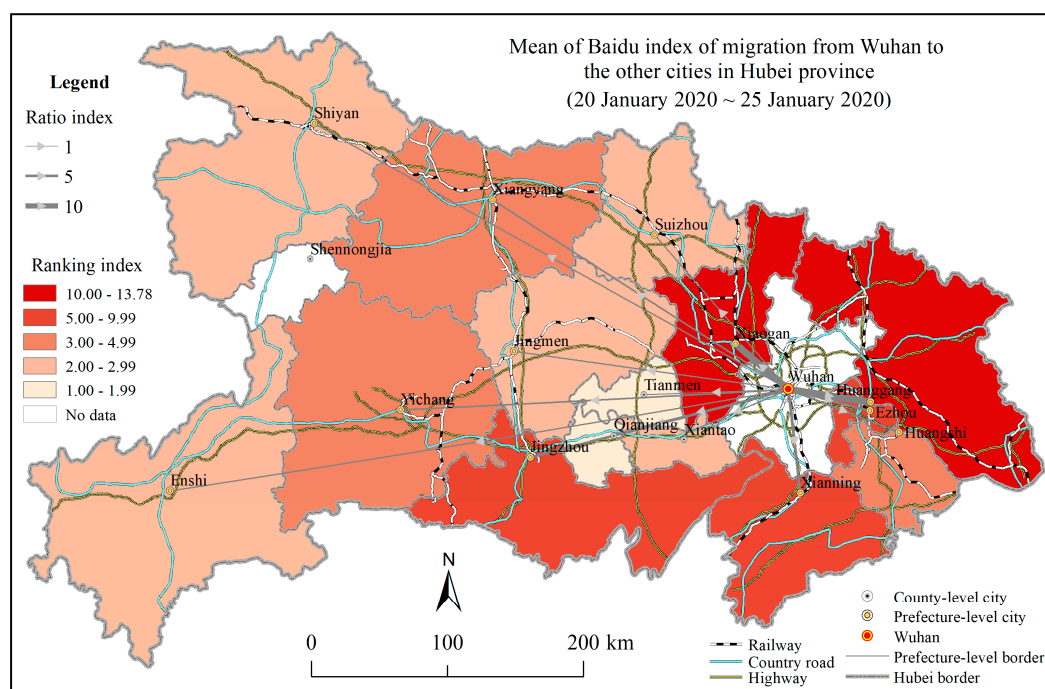 Mean of Baidu index of migration from Wuhan to
the other cities in Hubei province
(20 January 2020 ~ 25 January 2020)
Legend
Ratio index
1
5
10
Ranking index
10.00 - 13.78
5.00 - 9.99
3.00 - 4.99
2.00 - 2.99
1.00 - 1.99
No data
Shiyan
Xiangyang
Suizhou
Shennongjia
Xiaogan
Jingmen
Wuhan
Tianmen
Huanggang
Yichang
Ezhou
Qianjiang
Xiantao
Huangshi
Jingzhou
Enshi
Xianning
N
0
100
200 km
County-level city
Prefecture-level city
Wuhan
Railway
Prefecture-level border
Country road
Hubei border
Highway